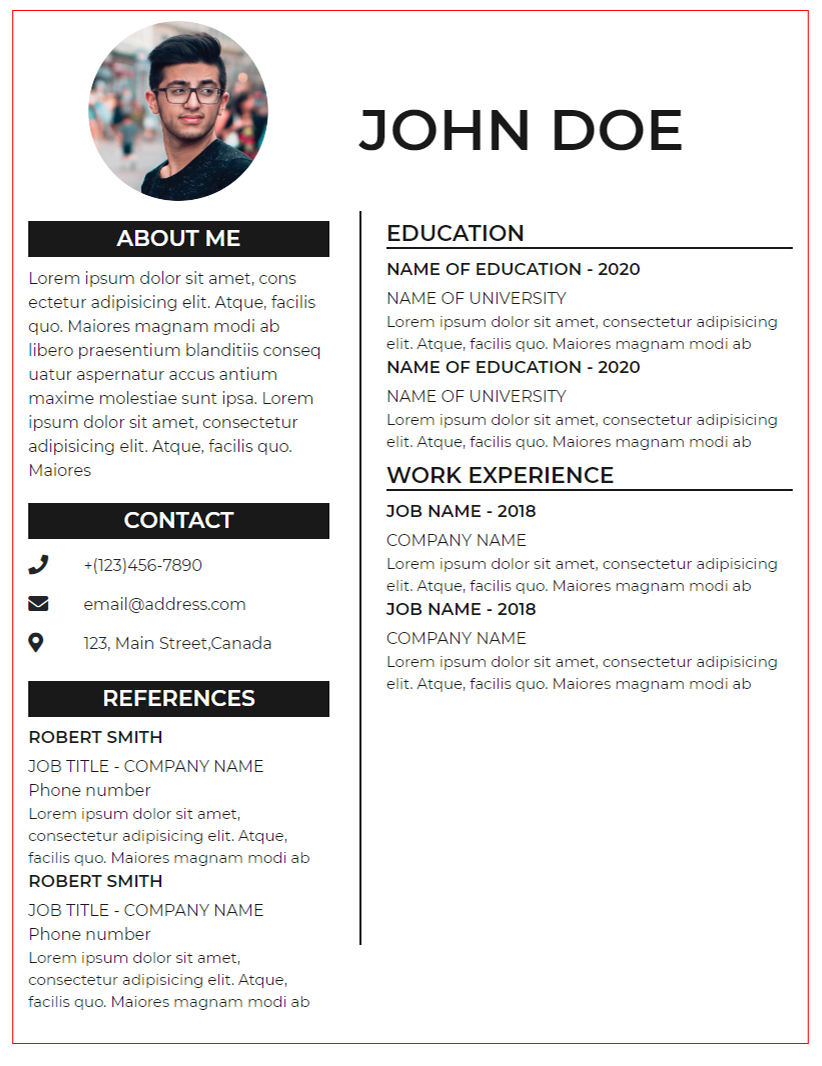 JOHN DOE
ABOUT ME
Lorem ipsum dolor sit amet, cons
ectetur adipisicing elit. Atque, facilis
quo. Maiores magnam modi ab
libero praesentium blanditiis conseq
uatur aspernatur accus antium
maxime molestiae sunt ipsa. Lorem
ipsum dolor sit amet, consectetur
adipisicing elit. Atque, facilis quo.
Maiores
CONTACT
+(123)456-7890
email@address.com
123, Main Street,Canada
REFERENCES
ROBERT SMITH
JOB TITLE - COMPANY NAME
Phone number
Lorem ipsum dolor sit amet,
consectetur adipisicing elit. Atque,
facilis quo. Maiores magnam modi ab
ROBERT SMITH
JOB TITLE - COMPANY NAME
Phone number
Lorem ipsum dolor sit amet,
consectetur adipisicing elit. Atque,
facilis quo. Maiores magnam modi ab
EDUCATION
NAME OF EDUCATION - 2020
NAME OF UNIVERSITY
Lorem ipsum dolor sit amet, consectetur adipisicing
elit. Atque, facilis quo. Maiores magnam modi ab
NAME OF EDUCATION - 2020
NAME OF UNIVERSITY
Lorem ipsum dolor sit amet, consectetur adipisicing
elit. Atque, facilis quo. Maiores magnam modi ab
WORK EXPERIENCE
JOB NAME - 2018
COMPANY NAME
Lorem ipsum dolor sit amet, consectetur adipisicing
elit. Atque, facilis quo. Maiores magnam modi ab
JOB NAME - 2018
COMPANY NAME
Lorem ipsum dolor sit amet, consectetur adipisicing
elit. Atque, facilis quo. Maiores magnam modi ab